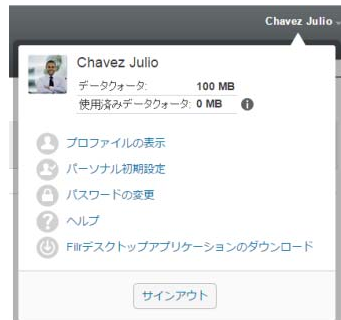 Chavez Julio
Chavez Julio
データクォータ: 100 MB
使用済みデータクォータ: 0 MB
プロファイルの表示
パーソナル初期設定
パスワードの変更
ヘルプ
Filrデスクトップアプリケーションのダウンロード
サインアウト